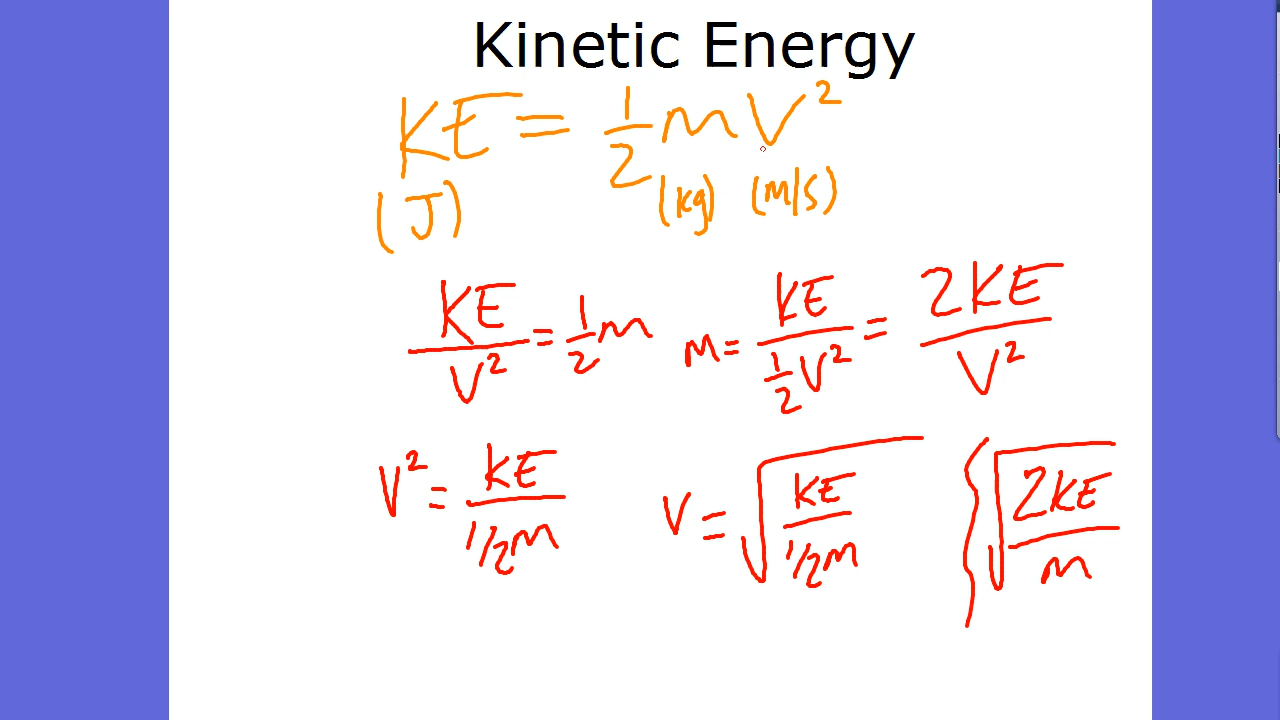 Kinetic Energy
KE = 1/2 m V²
(J) (kg) (m/s)
KE/V² = 1/2 m   m = KE/(1/2 V²) = 2KE/V²
V² = KE/(1/2 m)   V = √(KE/(1/2 m))   { √(2KE/m)